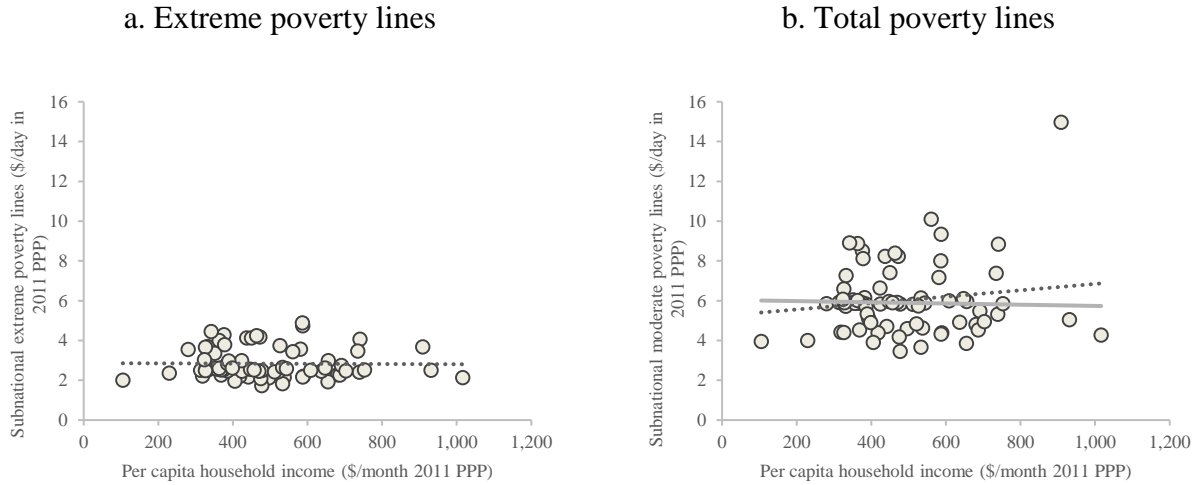 a. Extreme poverty lines
Subnational extreme poverty lines ($/day in
2011 PPP)
16
14
12
10
8
6
4
2
0
0 200 400 600 800 1,000 1,200
Per capita household income ($/month 2011 PPP)
b. Total poverty lines
Subnational moderate poverty lines ($/day in
2011 PPP)
16
14
12
10
8
6
4
2
0
0 200 400 600 800 1,000 1,200
Per capita household income ($/month 2011 PPP)